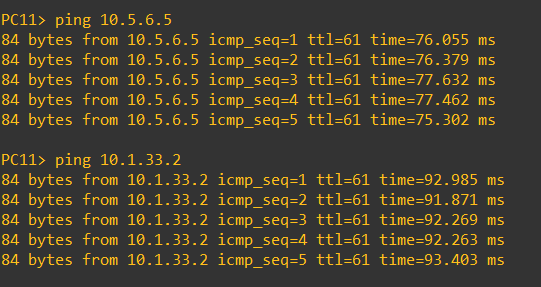 PC11> ping 10.5.6.5
84 bytes from 10.5.6.5 icmp_seq=1 ttl=61 time=76.055 ms
84 bytes from 10.5.6.5 icmp_seq=2 ttl=61 time=76.379 ms
84 bytes from 10.5.6.5 icmp_seq=3 ttl=61 time=77.632 ms
84 bytes from 10.5.6.5 icmp_seq=4 ttl=61 time=77.462 ms
84 bytes from 10.5.6.5 icmp_seq=5 ttl=61 time=75.302 ms
PC11> ping 10.1.33.2
84 bytes from 10.1.33.2 icmp_seq=1 ttl=61 time=92.985 ms
84 bytes from 10.1.33.2 icmp_seq=2 ttl=61 time=91.871 ms
84 bytes from 10.1.33.2 icmp_seq=3 ttl=61 time=92.269 ms
84 bytes from 10.1.33.2 icmp_seq=4 ttl=61 time=92.263 ms
84 bytes from 10.1.33.2 icmp_seq=5 ttl=61 time=93.403 ms